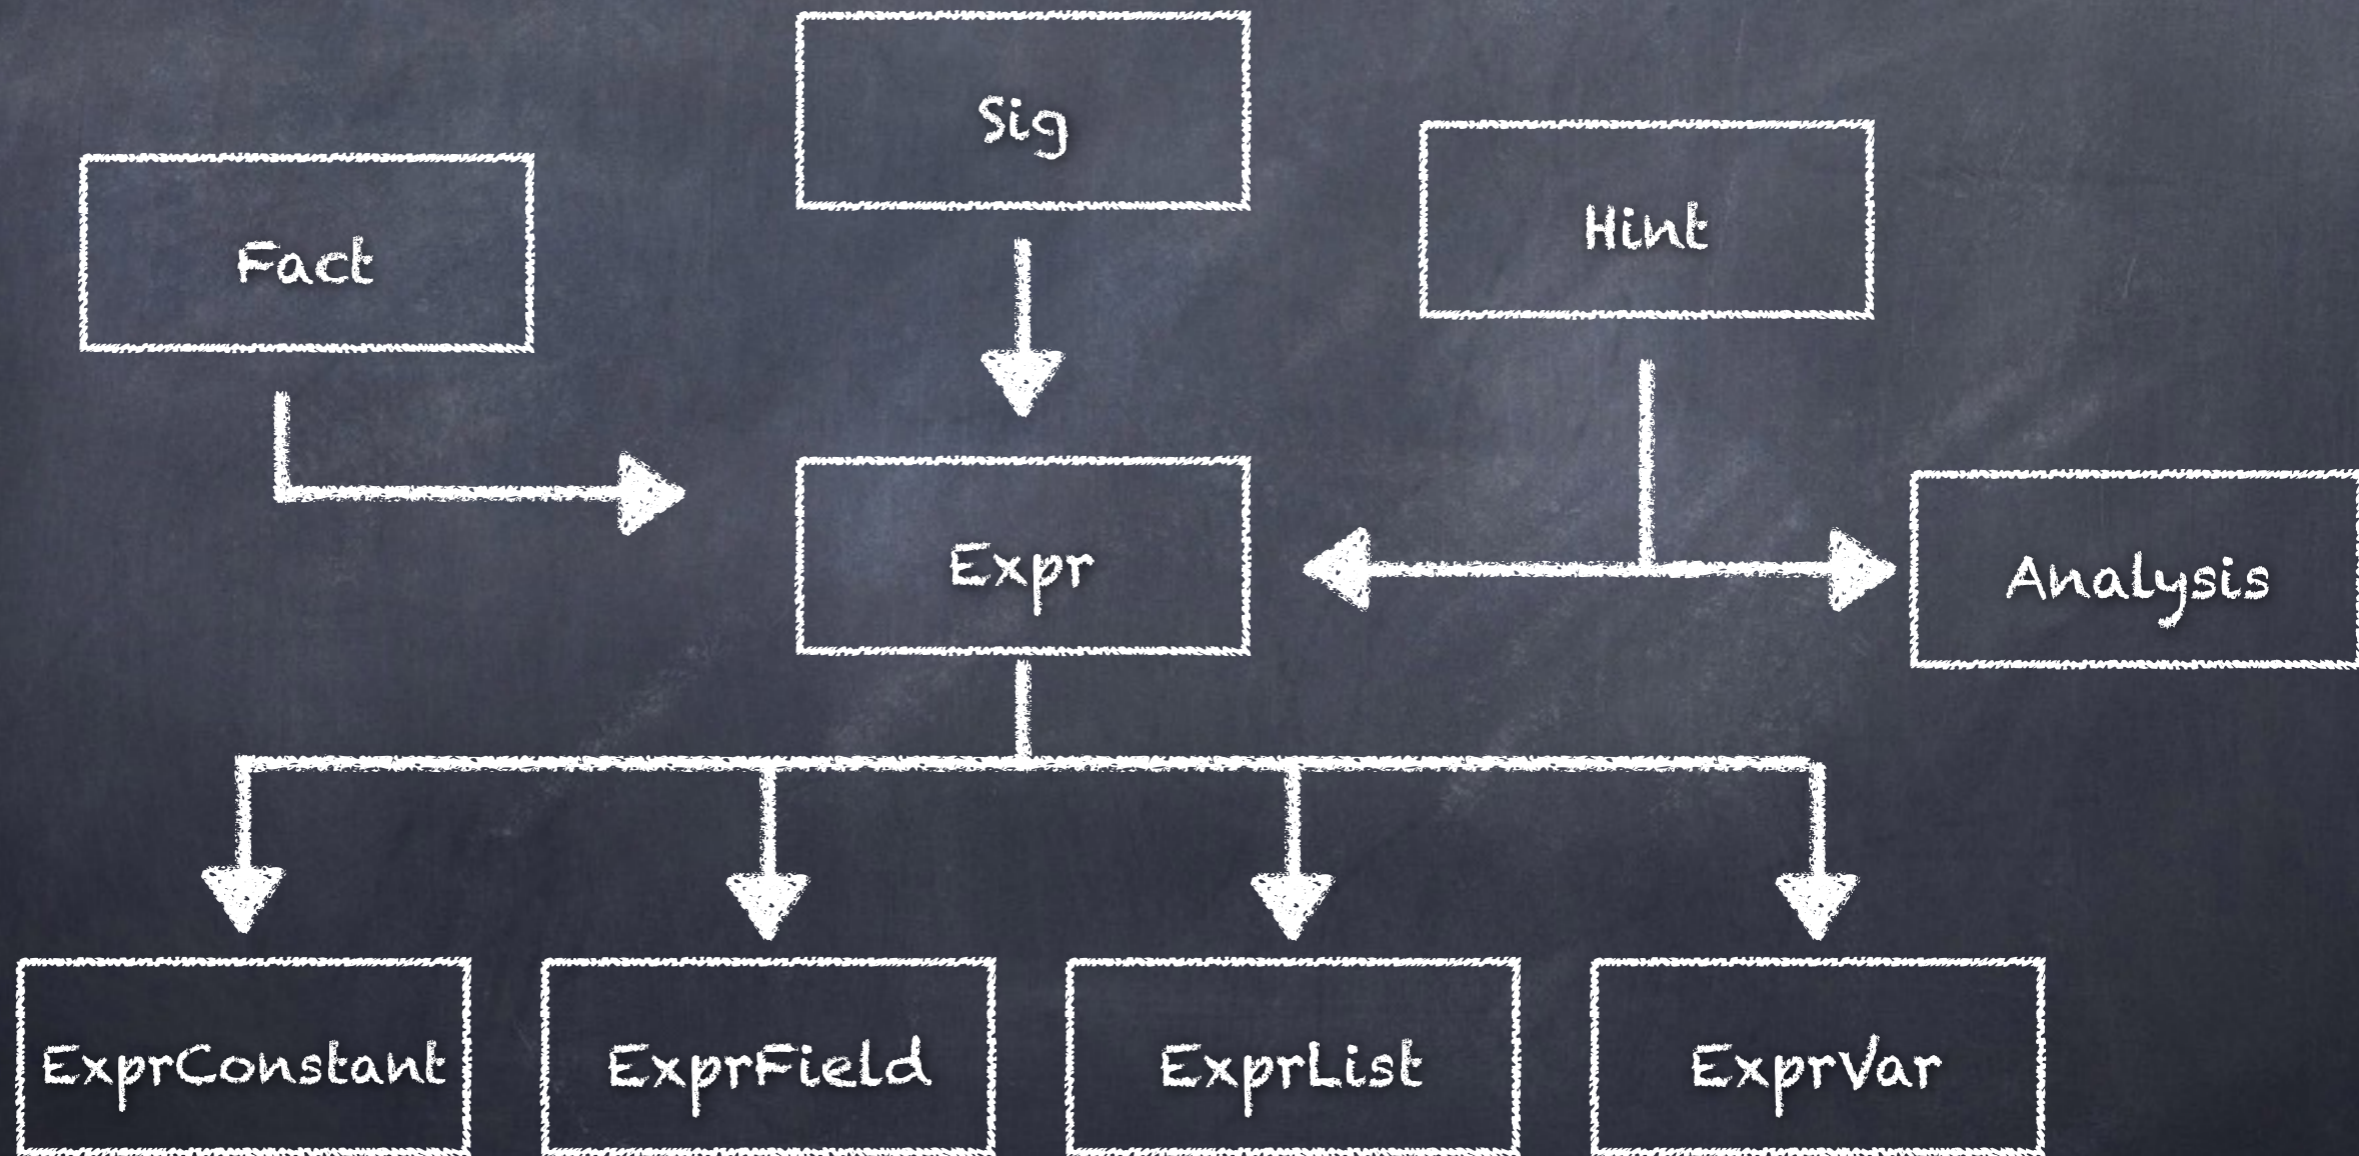 Sig
Hint
Fact
Expr
Analysis
ExprConstant
ExprField
ExprList
ExprVar